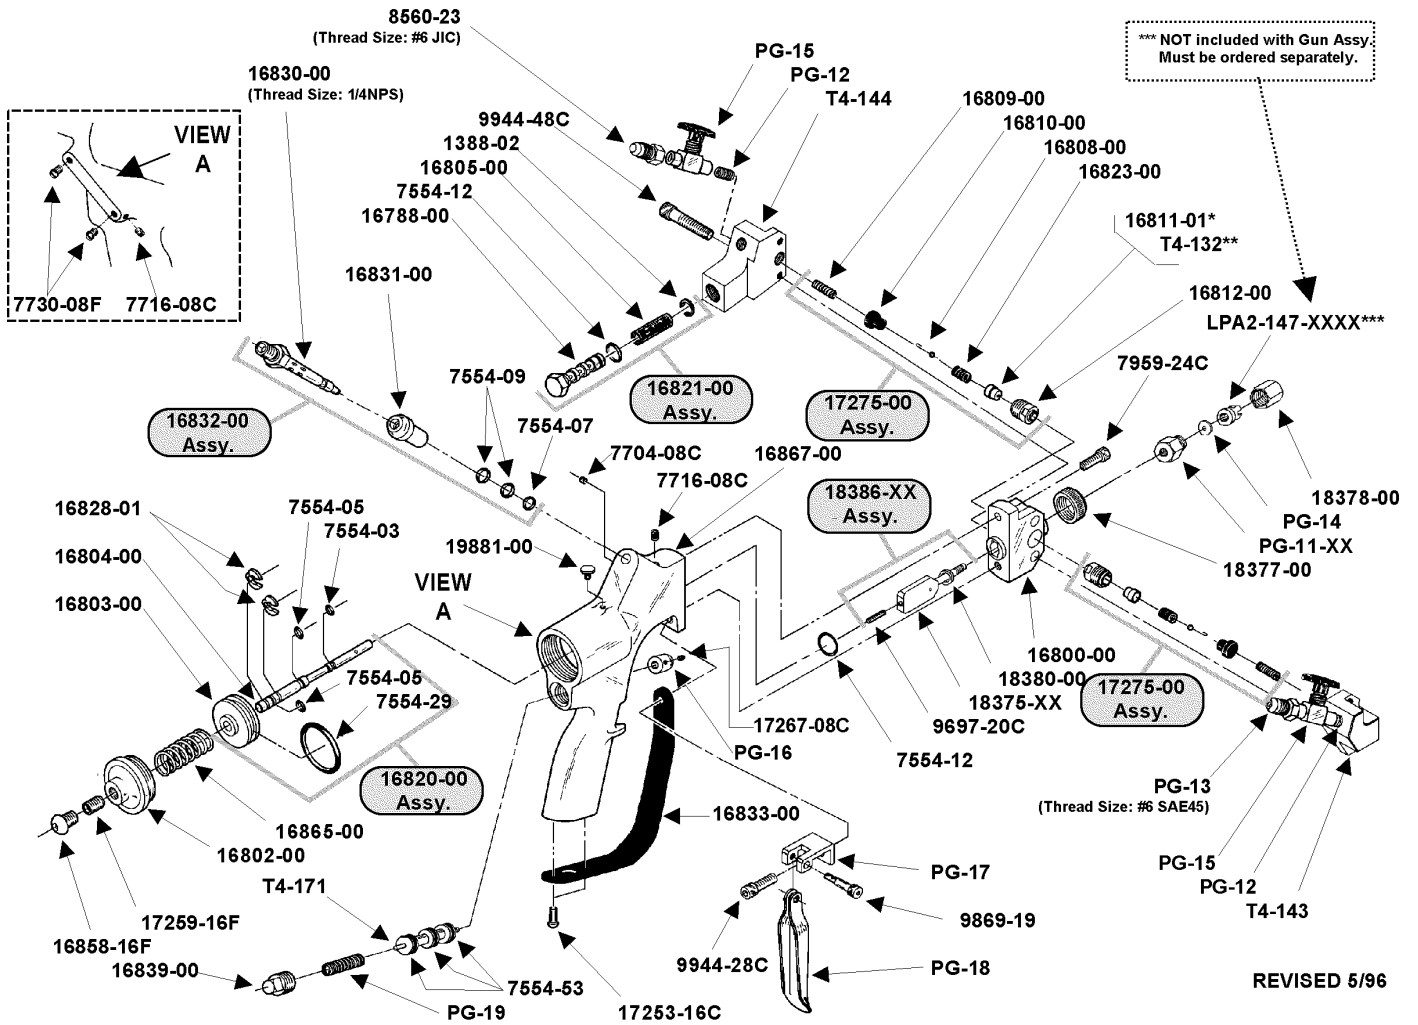 8560-23
(Thread Size: #6 JIC)
PG-15
PG-12
T4-144
*** NOT included with Gun Assy.
Must be ordered separately.
16830-00
(Thread Size: 1/4NPS)
9944-48C
1388-02
16805-00
7554-12
16788-00
16809-00
16810-00
16808-00
16823-00
VIEW
A
7730-08F
7716-08C
16831-00
16811-01*
T4-132**
16812-00
LPA2-147-XXXX***
7959-24C
16832-00
Assy.
7554-09
7554-07
16821-00
Assy.
17275-00
Assy.
7704-08C
16867-00
7716-08C
18386-XX
Assy.
18378-00
PG-14
PG-11-XX
18377-00
16828-01
7554-05
7554-03
16804-00
16803-00
19881-00
VIEW
A
7554-05
7554-29
16820-00
Assy.
16800-00
18380-00
18375-XX
9697-20C
7554-12
17275-00
Assy.
17267-08C
PG-16
PG-13
(Thread Size: #6 SAE45)
16833-00
16865-00
16802-00
T4-171
17259-16F
16858-16F
16839-00
PG-17
9869-19
9944-28C
PG-18
PG-15
PG-12
T4-143
7554-53
PG-19
17253-16C
REVISED 5/96